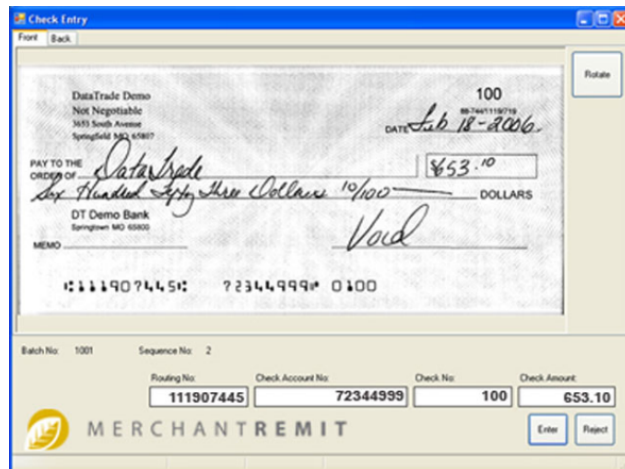 Check Entry
Front Back
Rotate
DataTrade Demo
Not Negotiable
3653 South Avenue
Springfield MO 65807
100
DATE Feb 18-2006
PAY TO THE
ORDER OF DataTrade $653.10
Six Hundred Fifty Three Dollars 10/100 DOLLARS
DT Demo Bank
Springtown MO 65800
MEMO Void
⑆111907445⑆ 72344999⑈ 0100
Batch No: 1001 Sequence No: 2
Routing No: Check Account No: Check No: Check Amount:
111907445 72344999 100 653.10
MERCHANTREMIT
Enter Reject